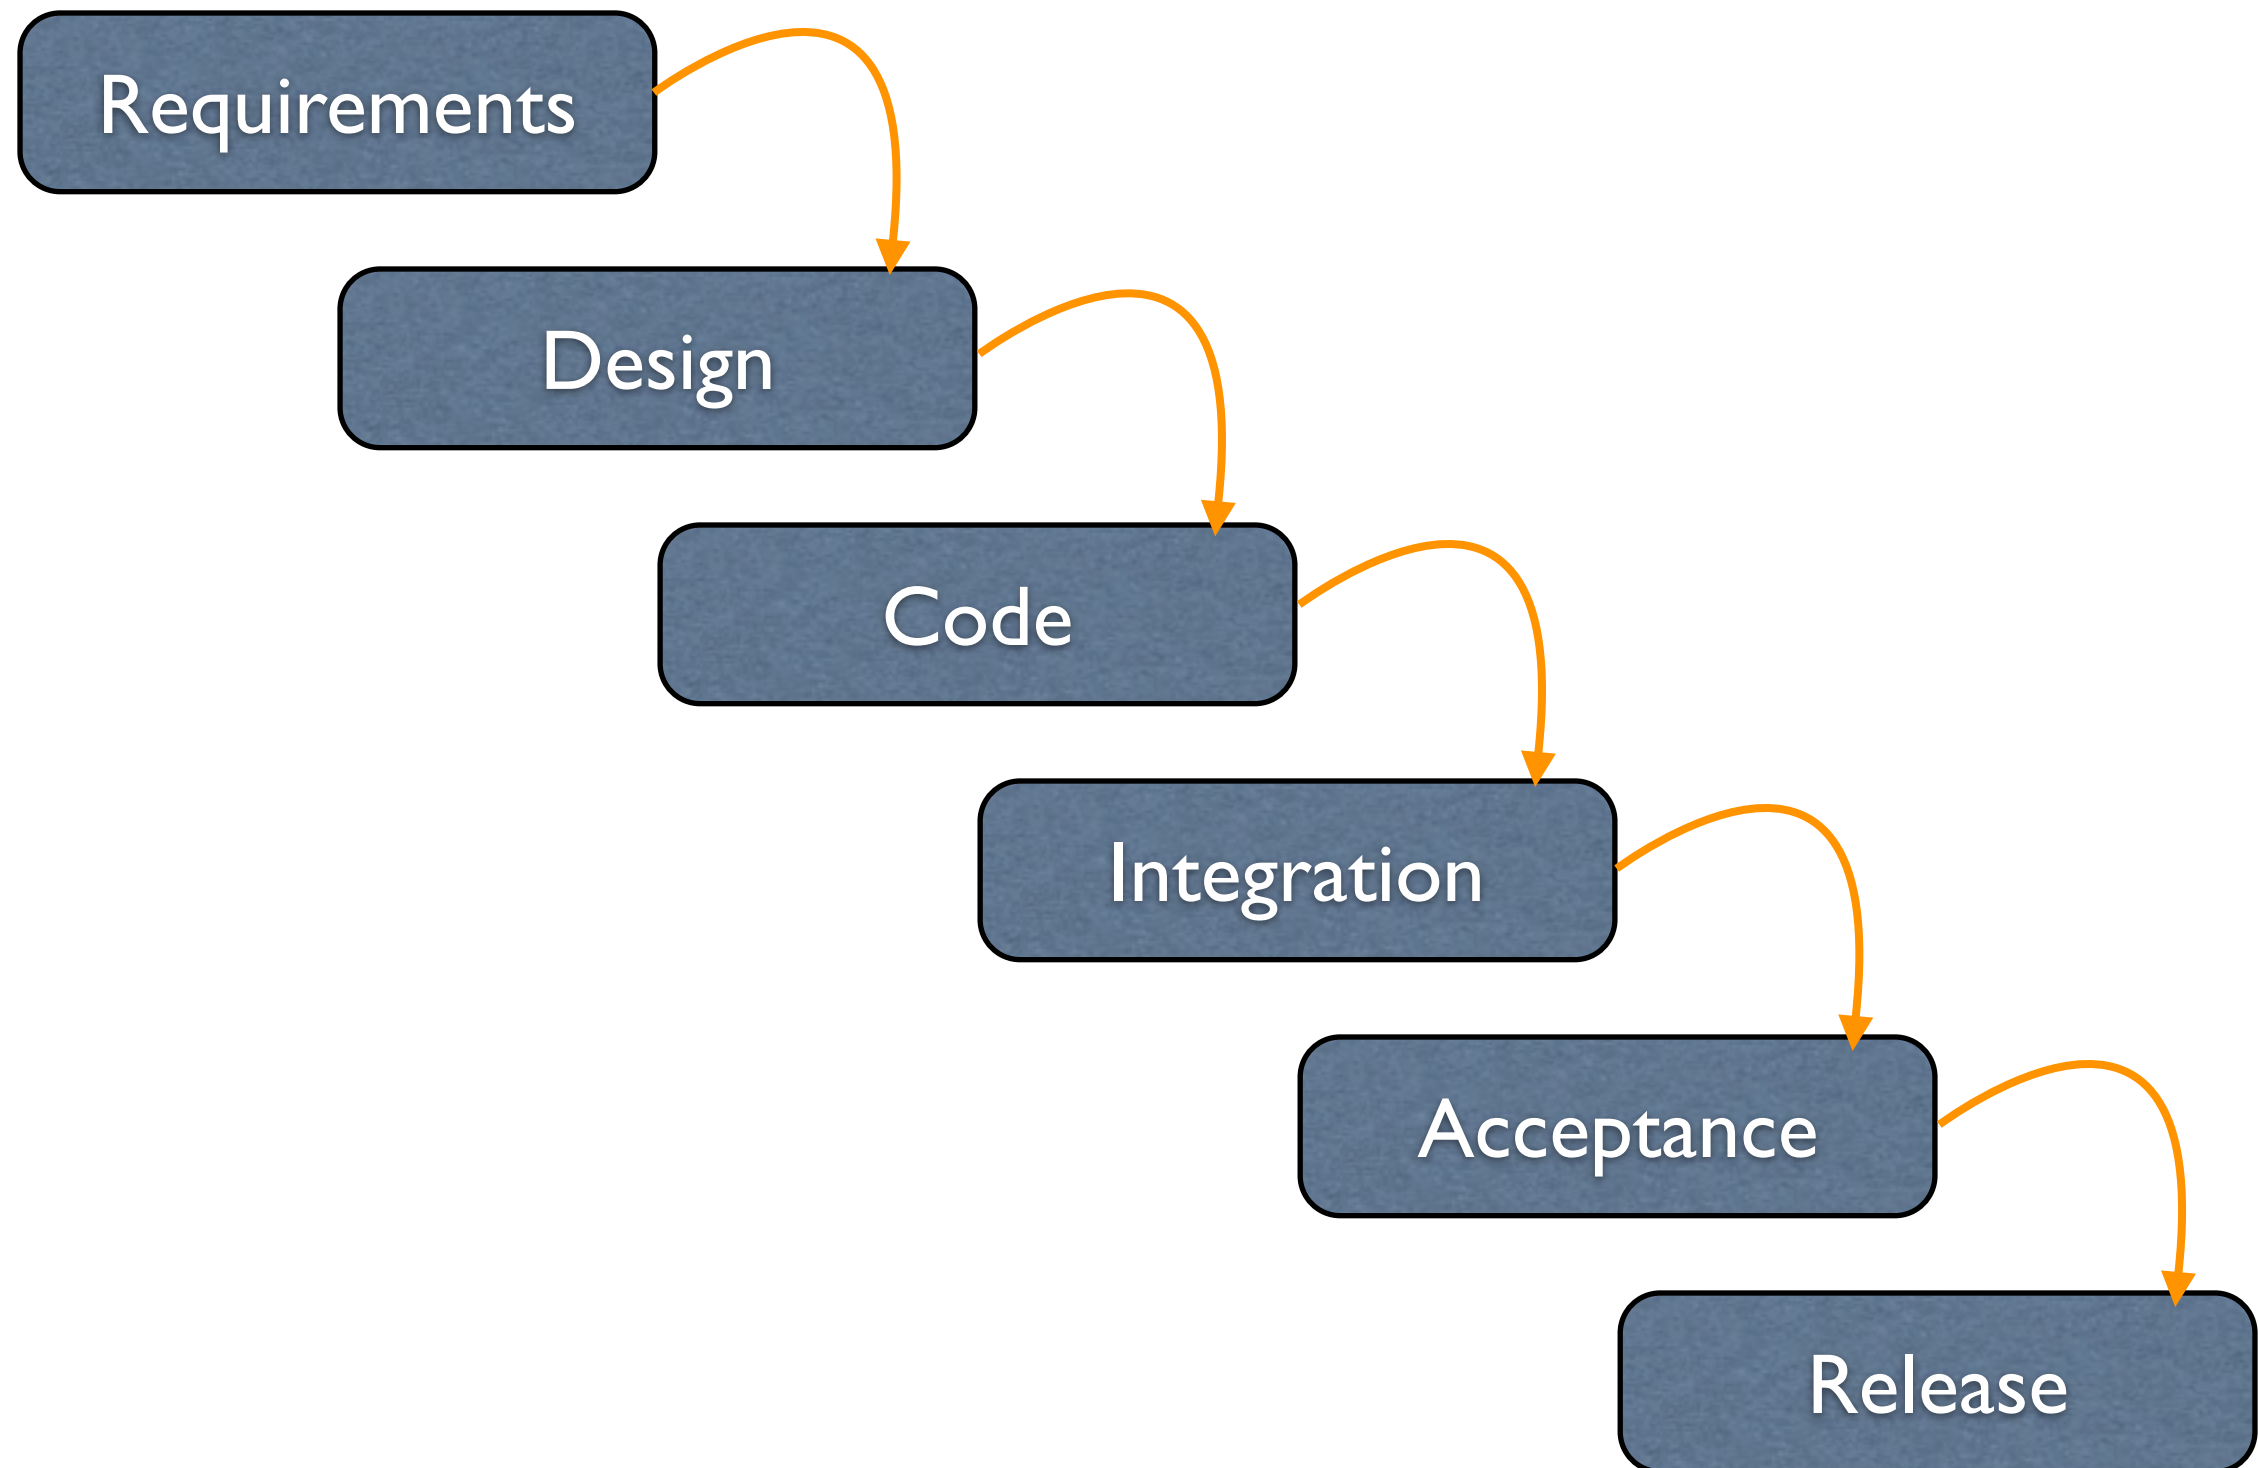 Requirements
Design
Code
Integration
Acceptance
Release